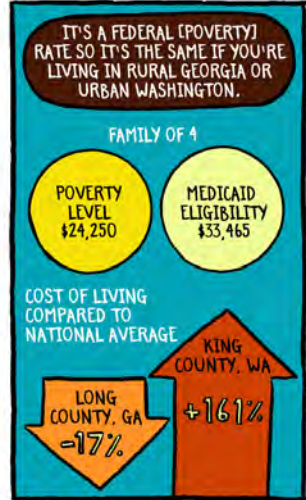 IT'S A FEDERAL [POVERTY]
RATE SO IT'S THE SAME IF YOU'RE
LIVING IN RURAL GEORGIA OR
URBAN WASHINGTON.
FAMILY OF 4
POVERTY
LEVEL
$24,250
MEDICAID
ELIGIBILITY
$33,465
COST OF LIVING
COMPARED TO
NATIONAL AVERAGE
KING
COUNTY, WA
+161%
LONG
COUNTY, GA
-17%